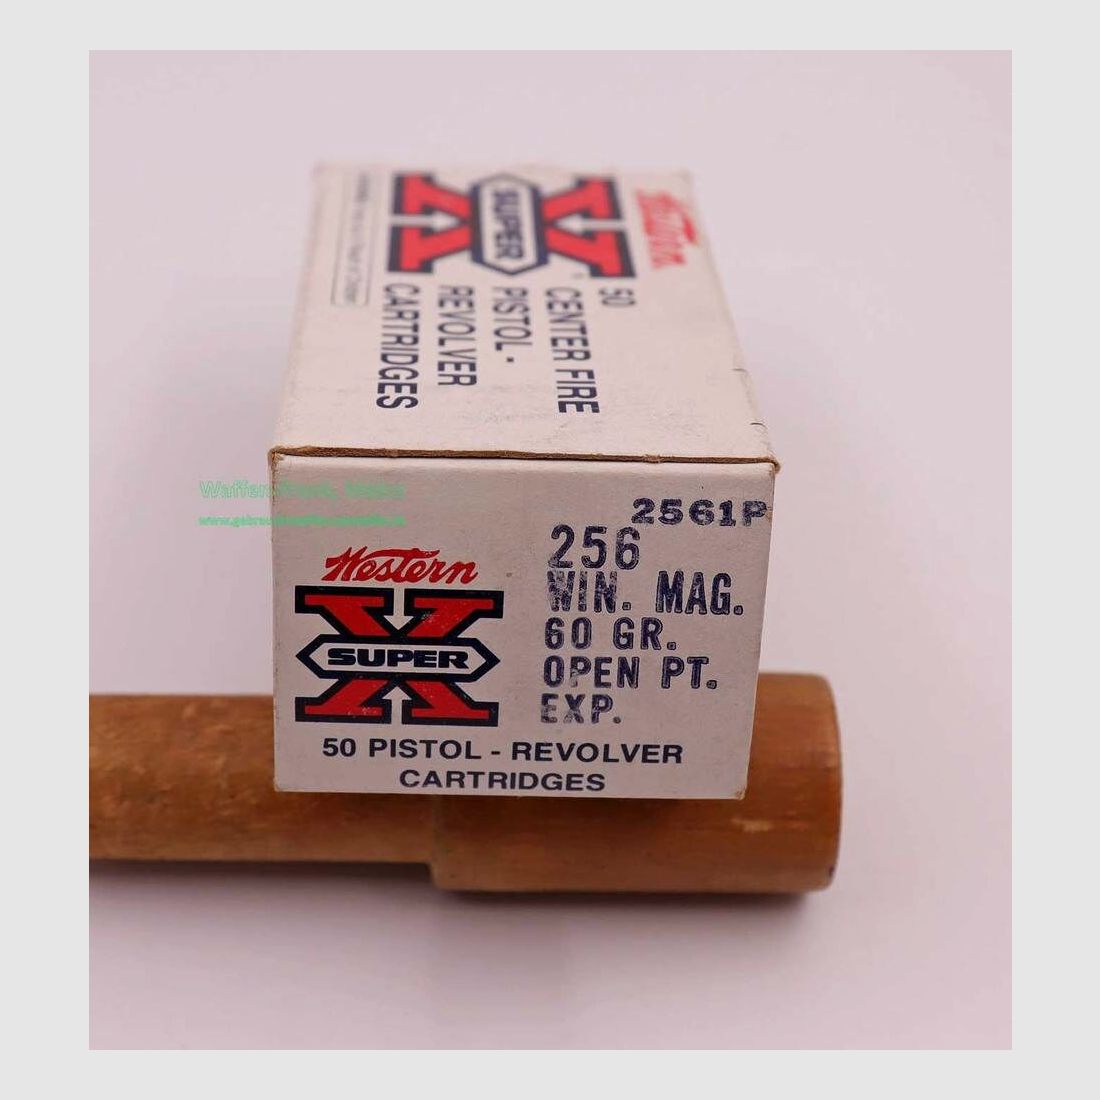 Western
SUPER
X
50
CENTER FIRE
PISTOL -
REVOLVER
CARTRIDGES
2561P
256
WIN. MAG.
60 GR.
OPEN PT.
EXP.
Western
SUPER
X
50 PISTOL - REVOLVER
CARTRIDGES